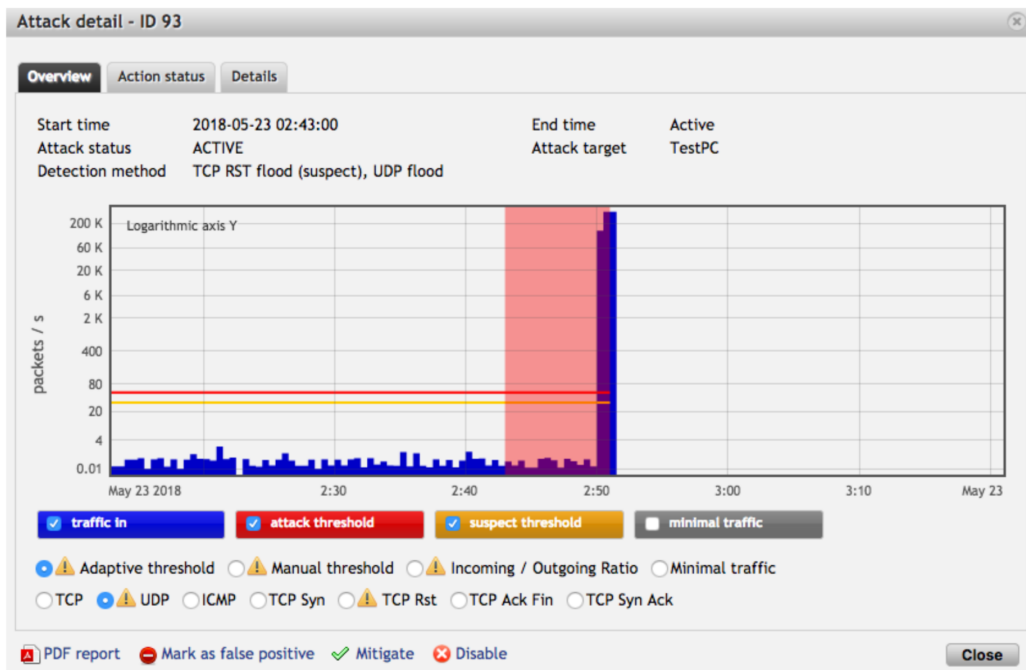 Attack detail - ID 93
Overview Action status Details
Start time 2018-05-23 02:43:00 End time Active
Attack status ACTIVE Attack target TestPC
Detection method TCP RST flood (suspect), UDP flood
Logarithmic axis Y
200 K
60 K
20 K
6 K
2 K
400
80
20
4
0.01
packets / s
May 23 2018 2:30 2:40 2:50 3:00 3:10 May 23
traffic in attack threshold suspect threshold minimal traffic
Adaptive threshold Manual threshold Incoming / Outgoing Ratio Minimal traffic
TCP UDP ICMP TCP Syn TCP Rst TCP Ack Fin TCP Syn Ack
PDF report Mark as false positive Mitigate Disable Close